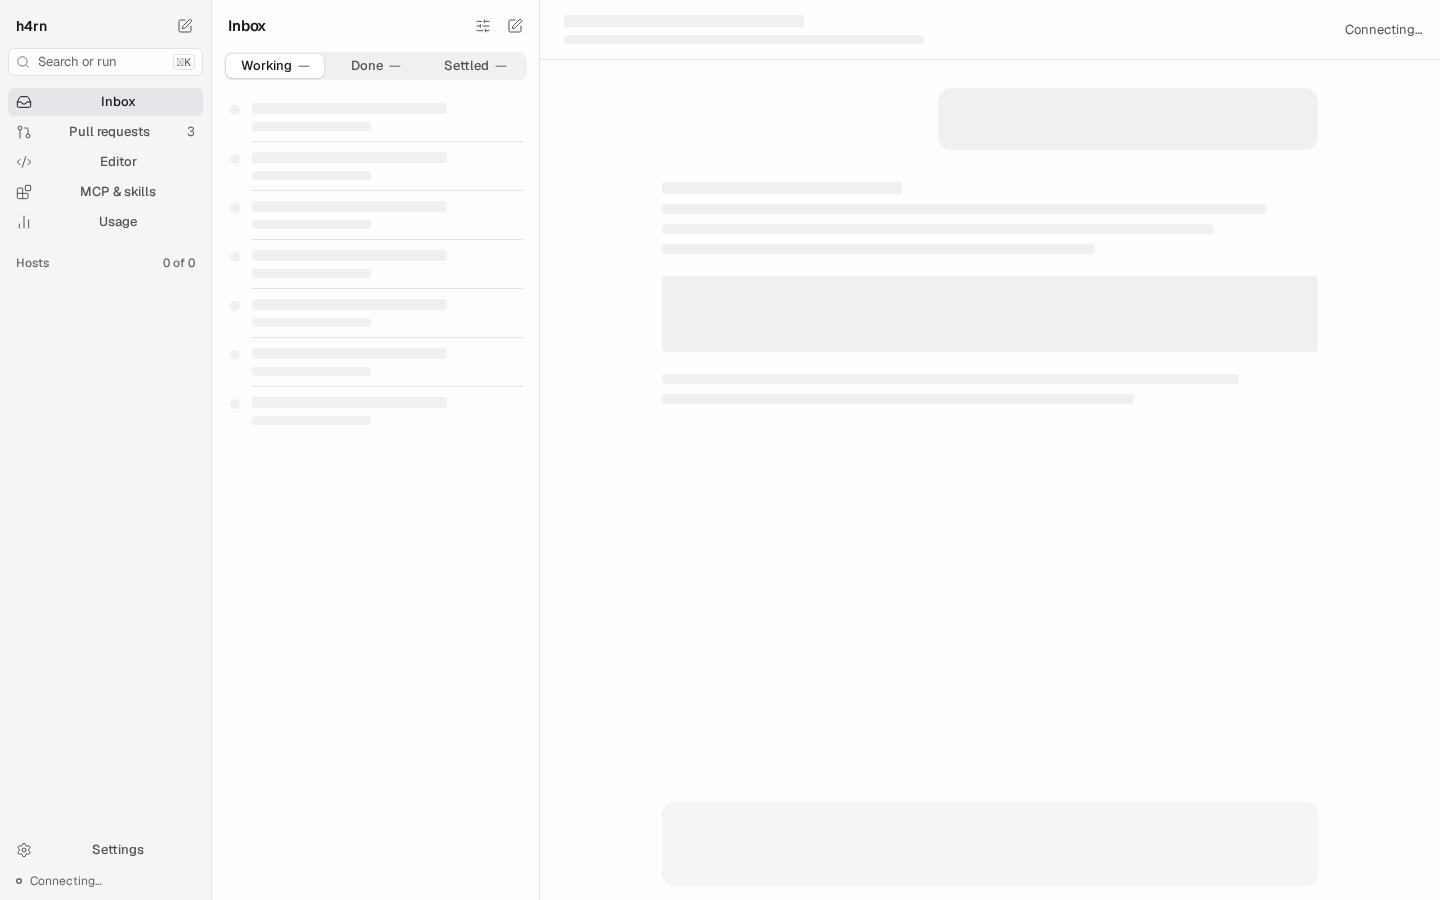 h4rn
Search or run
K
Inbox
Pull requests 3
Editor
MCP & skills
Usage
Hosts 0 of 0
Settings
Connecting…
Inbox
Working — Done — Settled —
Connecting…